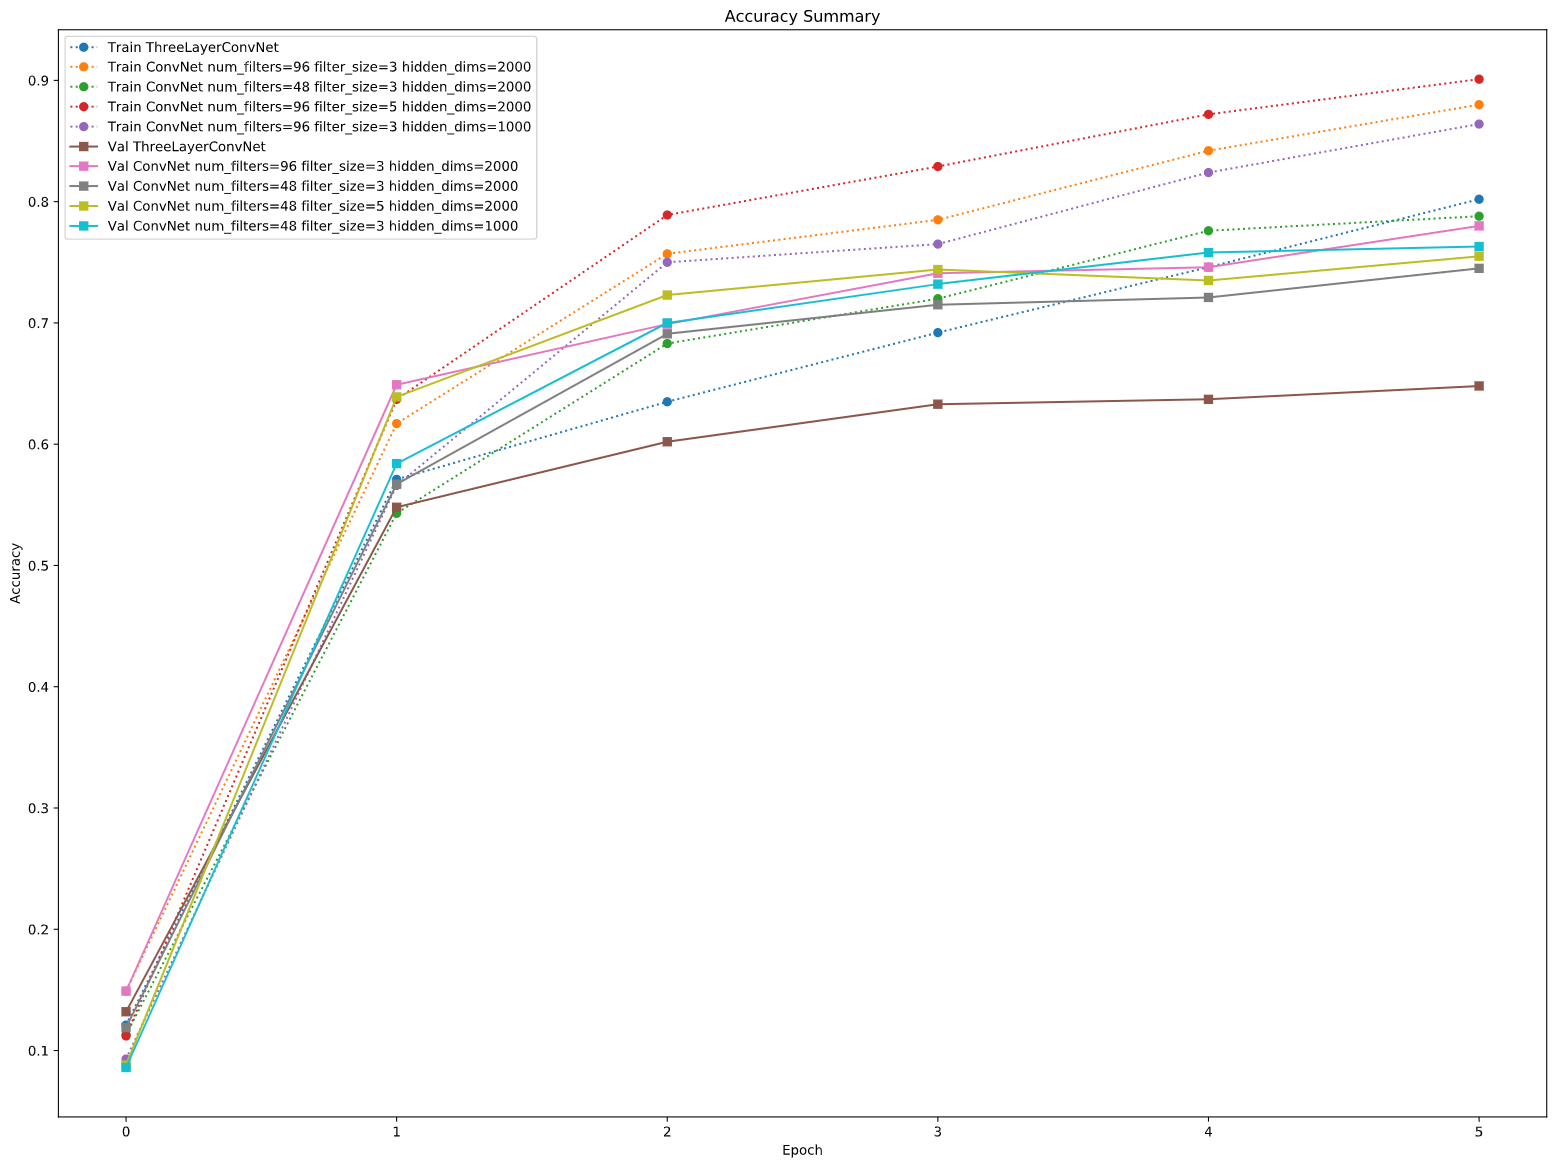 Accuracy Summary
Train ThreeLayerConvNet
Train ConvNet num_filters=96 filter_size=3 hidden_dims=2000
Train ConvNet num_filters=48 filter_size=3 hidden_dims=2000
Train ConvNet num_filters=96 filter_size=5 hidden_dims=2000
Train ConvNet num_filters=96 filter_size=3 hidden_dims=1000
Val ThreeLayerConvNet
Val ConvNet num_filters=96 filter_size=3 hidden_dims=2000
Val ConvNet num_filters=48 filter_size=3 hidden_dims=2000
Val ConvNet num_filters=48 filter_size=5 hidden_dims=2000
Val ConvNet num_filters=48 filter_size=3 hidden_dims=1000
0.9
0.8
0.7
0.6
0.5
0.4
0.3
0.2
0.1
Accuracy
0 1 2 3 4 5
Epoch